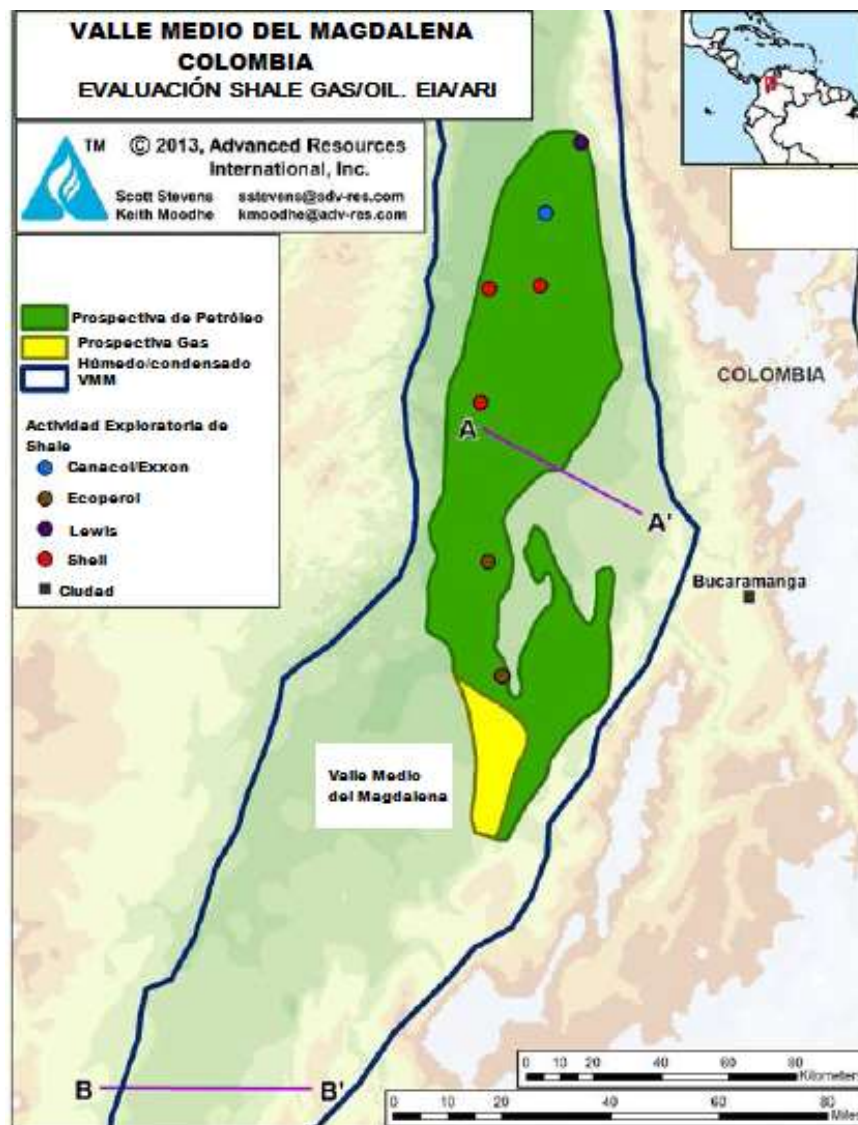 VALLE MEDIO DEL MAGDALENA
COLOMBIA
EVALUACIÓN SHALE GAS/OIL. EIA/ARI
TM
© 2013, Advanced Resources
International, Inc.
Scott Stevens sstevens@adv-res.com
Keith Moodhe kmoodhe@adv-res.com
Prospectiva de Petróleo
Prospectiva Gas
Húmedo/condensado
VMM
Actividad Exploratoria de
Shale
Canacol/Exxon
Ecoperol
Lewis
Shell
Ciudad
COLOMBIA
A
A'
Bucaramanga
Valle Medio
del Magdalena
B B'
0 10 20 40 60 80
Kilometers
0 20 40 60 80
Miles